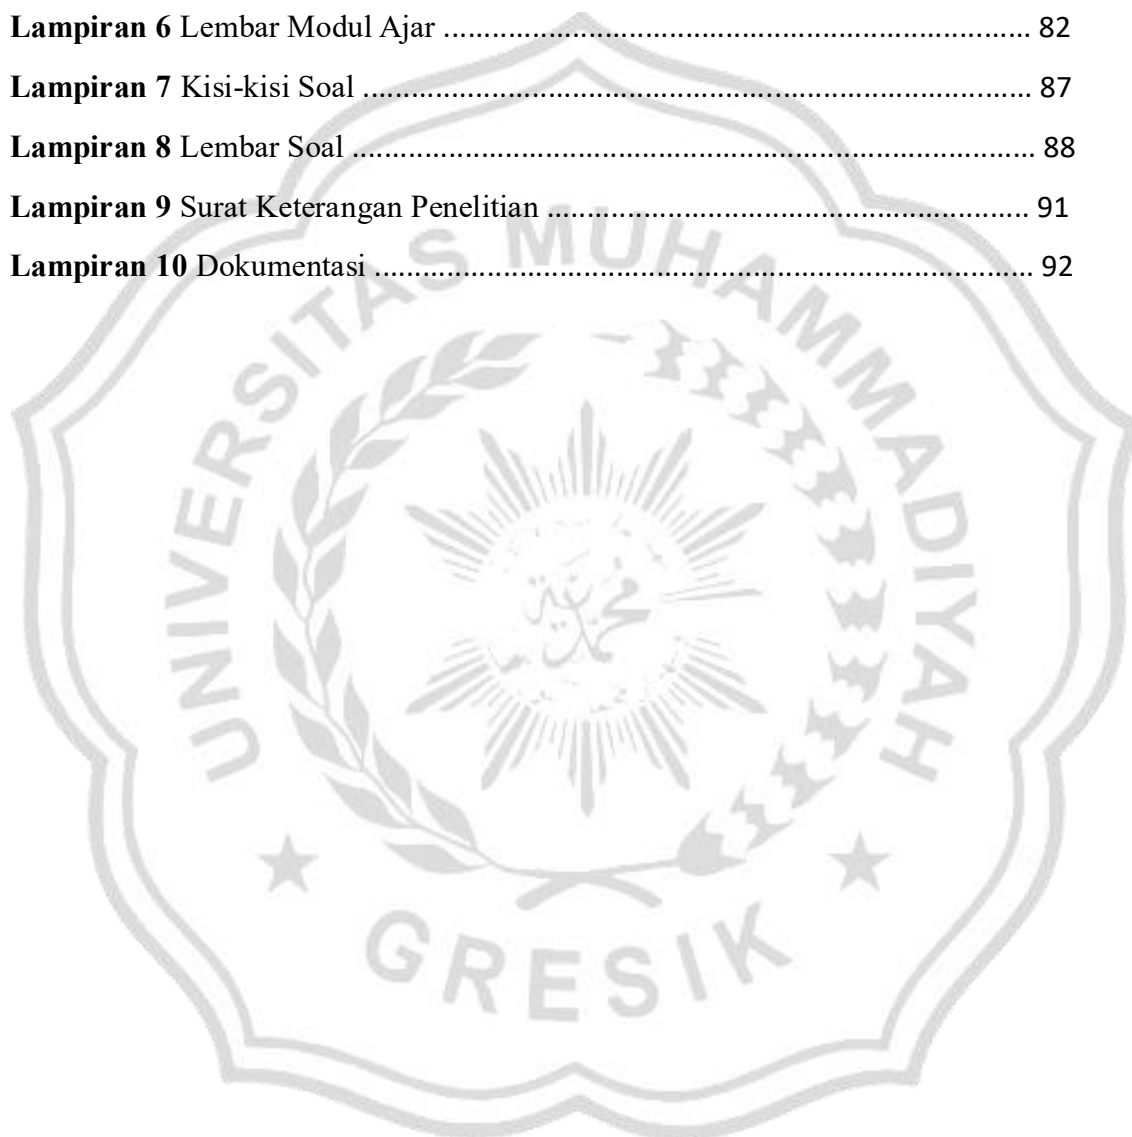 Lampiran 6 Lembar Modul Ajar ........................................................................ 82
Lampiran 7 Kisi-kisi Soal .................................................................................. 87
Lampiran 8 Lembar Soal .................................................................................... 88
Lampiran 9 Surat Keterangan Penelitian ........................................................... 91
Lampiran 10 Dokumentasi ................................................................................. 92
UNIVERSITAS MUHAMMADIYAH
GRESIK